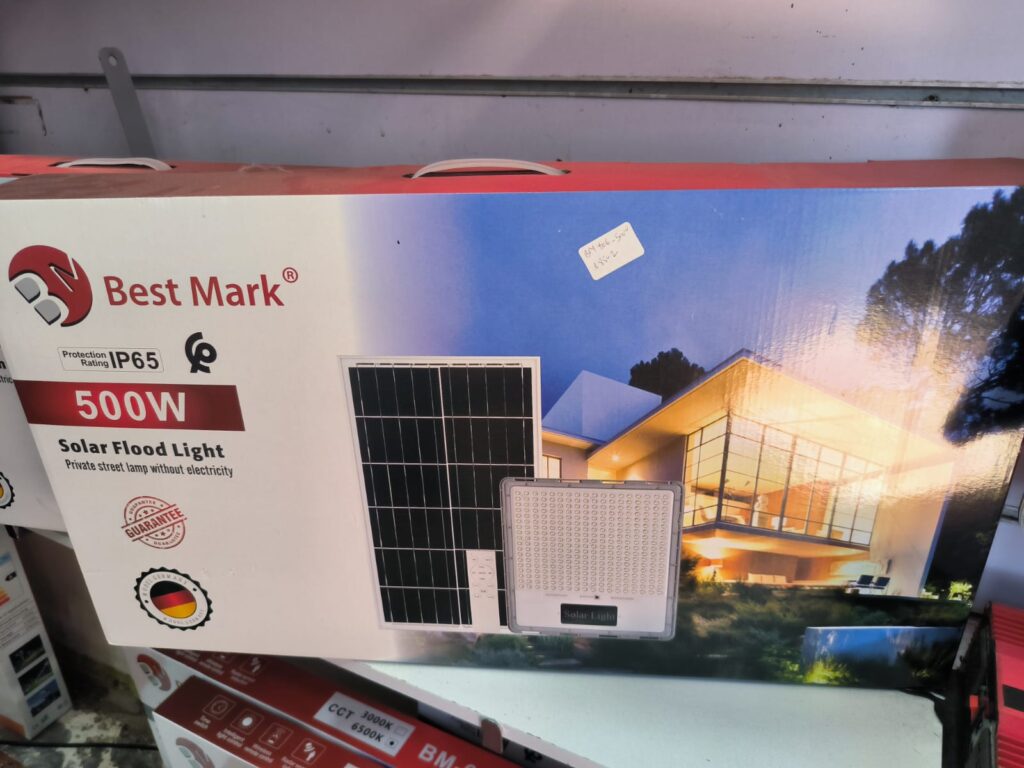 BM
Best Mark®
Protection
Rating IP65
500W
Solar Flood Light
Private street lamp without electricity
GUARANTEE
GUARANTEE
Solar Light
CCT 3000K
6500K